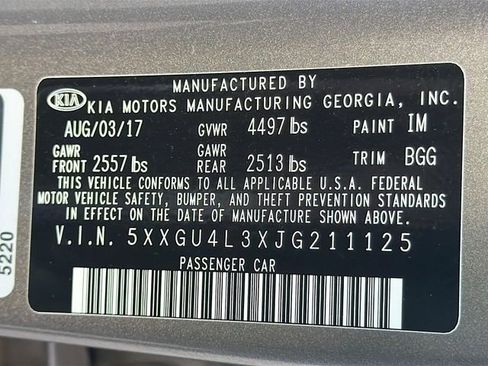 MANUFACTURED BY
KIA KIA MOTORS MANUFACTURING GEORGIA, INC.
AUG/03/17 GVWR 4497 lbs PAINT IM
GAWR FRONT 2557 lbs GAWR REAR 2513 lbs TRIM BGG
THIS VEHICLE CONFORMS TO ALL APPLICABLE U.S.A. FEDERAL
MOTOR VEHICLE SAFETY, BUMPER, AND THEFT PREVENTION STANDARDS
IN EFFECT ON THE DATE OF MANUFACTURE SHOWN ABOVE.
V.I.N. 5XXGU4L3XJG211125
PASSENGER CAR
5220